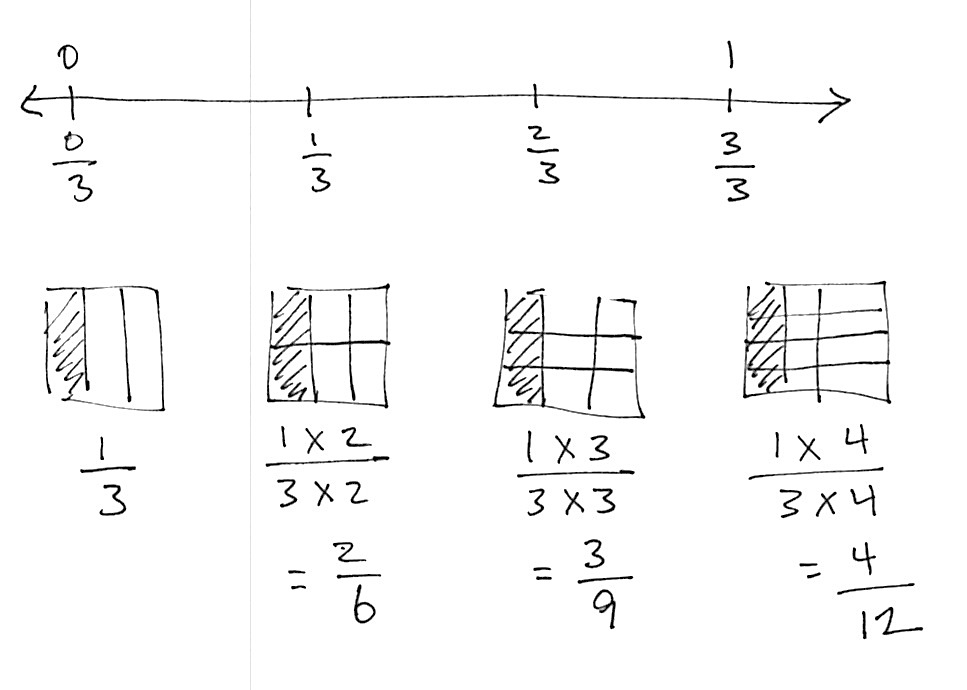 0 1
0/3 1/3 2/3 3/3
1/3 1 x 2/3 x 2 1 x 3/3 x 3 1 x 4/3 x 4
= 2/6 = 3/9 = 4/12